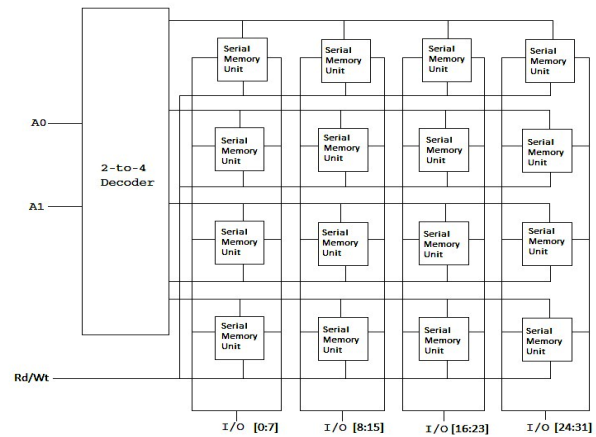 Serial
Memory
Unit
Serial
Memory
Unit
Serial
Memory
Unit
Serial
Memory
Unit
A0
2-to-4
Decoder
Serial
Memory
Unit
Serial
Memory
Unit
Serial
Memory
Unit
Serial
Memory
Unit
A1
Serial
Memory
Unit
Serial
Memory
Unit
Serial
Memory
Unit
Serial
Memory
Unit
Serial
Memory
Unit
Serial
Memory
Unit
Serial
Memory
Unit
Serial
Memory
Unit
Rd/Wt
I/O [0:7]
I/O [8:15]
I/O [16:23]
I/O [24:31]